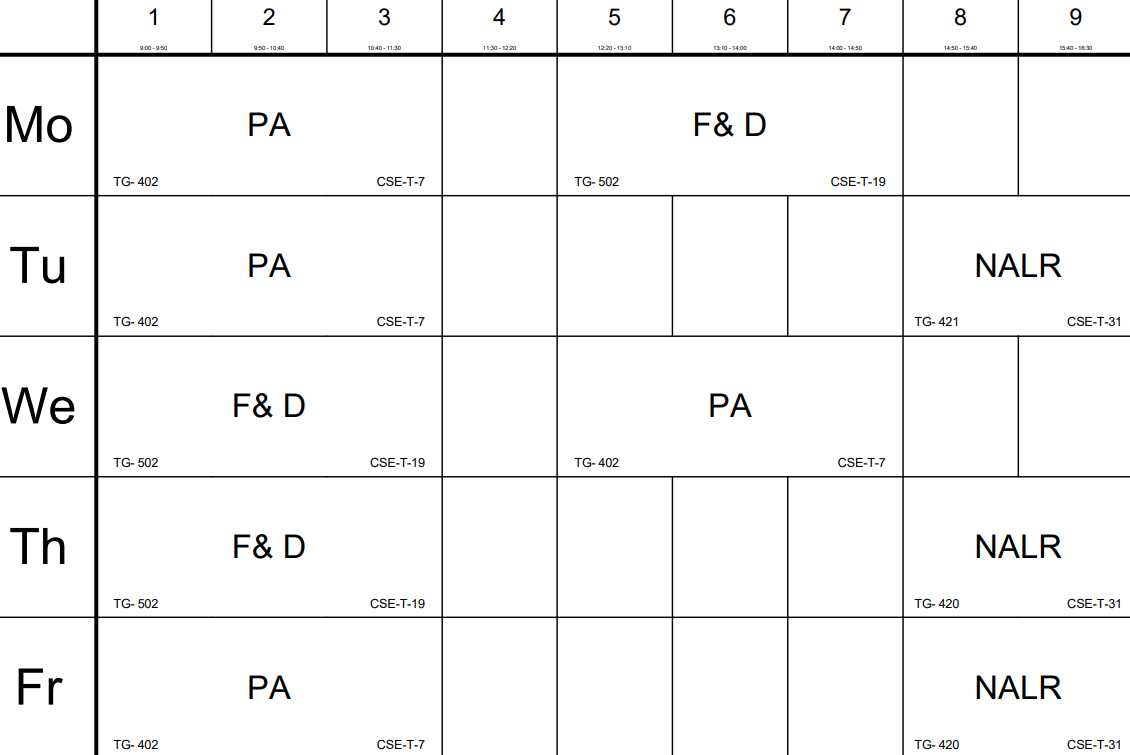 1 2 3 4 5 6 7 8 9
9:00 - 9:50 9:50 - 10:40 10:40 - 11:30 11:30 - 12:20 12:20 - 13:10 13:10 - 14:00 14:00 - 14:50 14:50 - 15:40 15:40 - 16:30
Mo PA F& D
TG- 402 CSE-T-7 TG- 502 CSE-T-19
Tu PA NALR
TG- 402 CSE-T-7 TG- 421 CSE-T-31
We F& D PA
TG- 502 CSE-T-19 TG- 402 CSE-T-7
Th F& D NALR
TG- 502 CSE-T-19 TG- 420 CSE-T-31
Fr PA NALR
TG- 402 CSE-T-7 TG- 420 CSE-T-31